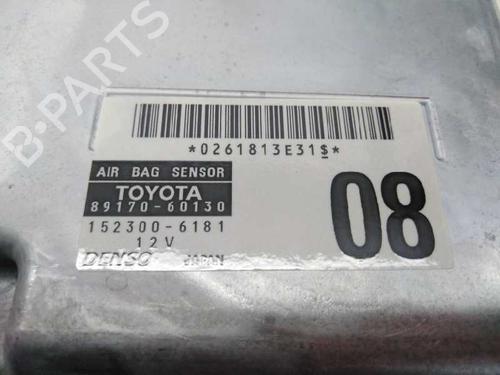 *0261813E31$*
AIR BAG SENSOR
TOYOTA
89170-60130
152300-6181
12V
DENSO JAPAN
08
B-PARTS